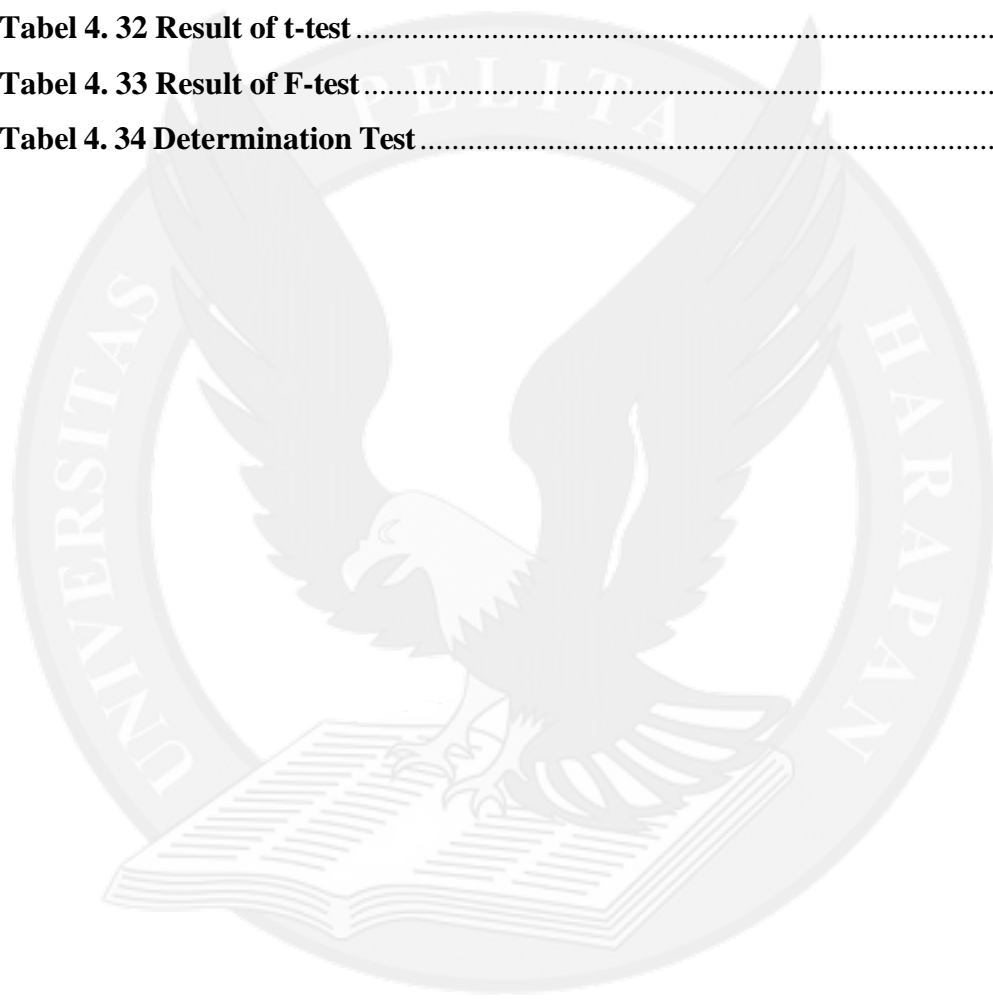 Tabel 4. 32 Result of t-test........................................................................................
Tabel 4. 33 Result of F-test........................................................................................
Tabel 4. 34 Determination Test........................................................................................
UNIVERSITAS PELITA HARAPAN